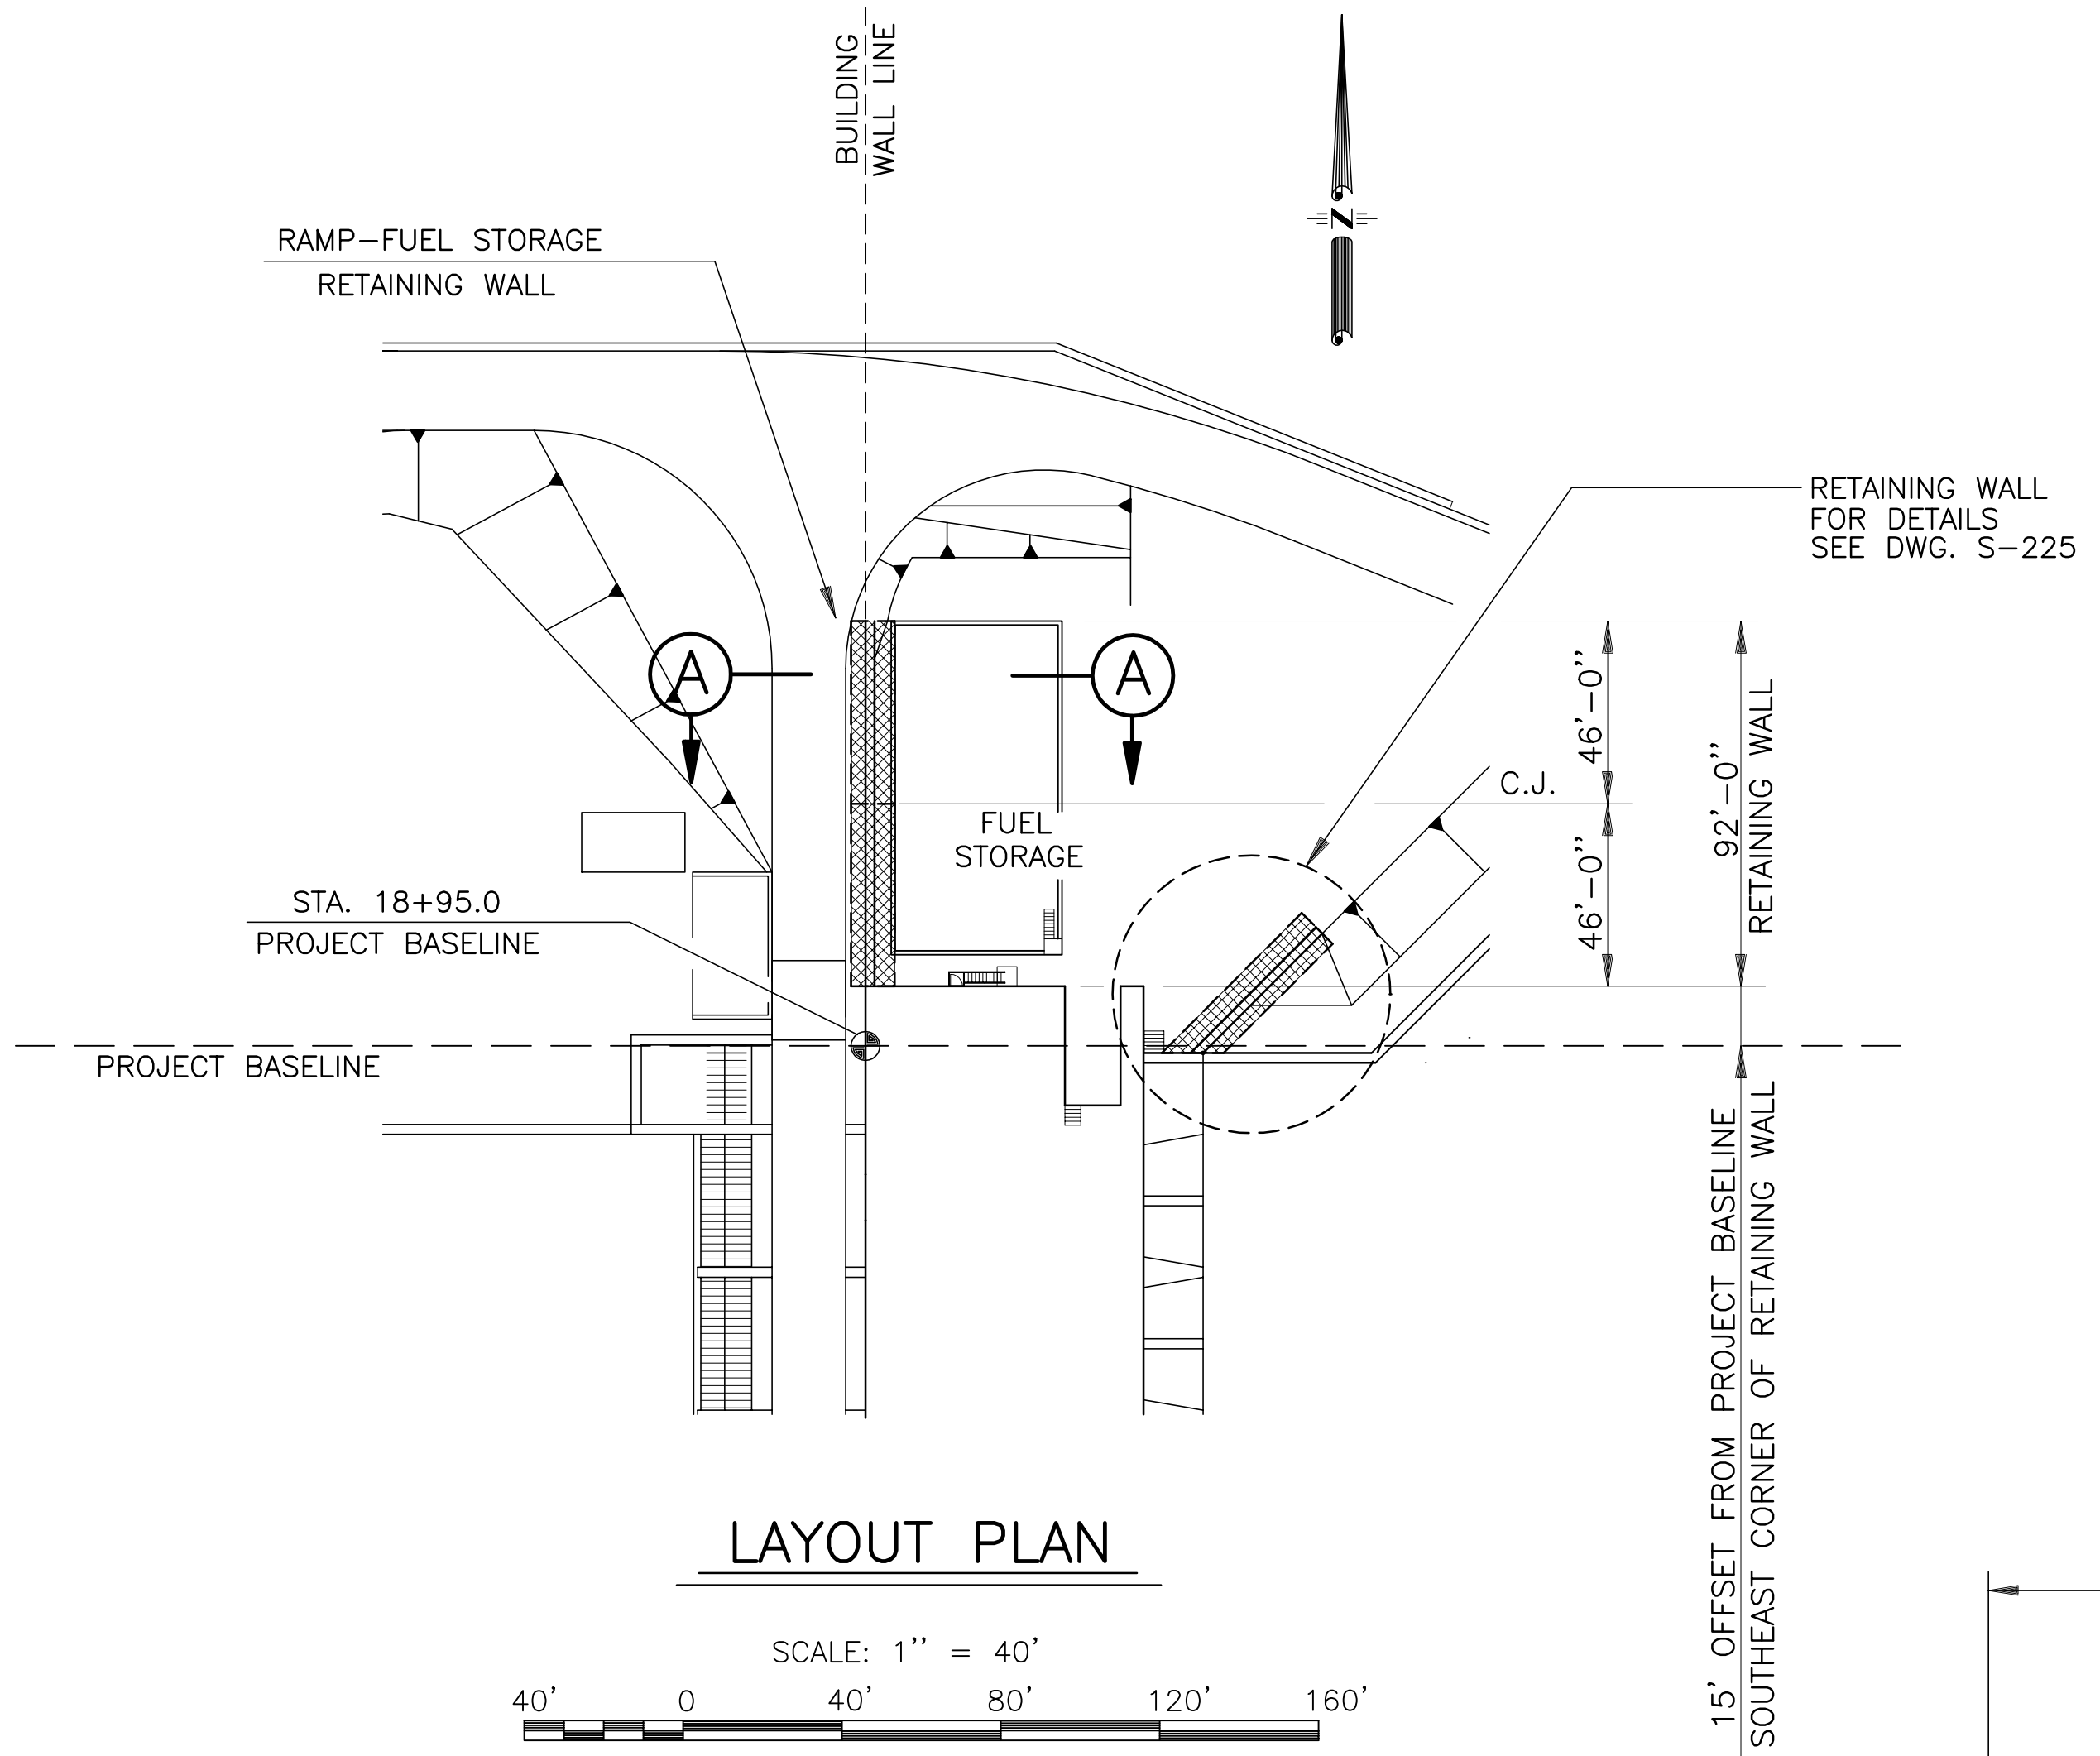 BUILDING
WALL LINE
RAMP-FUEL STORAGE
RETAINING WALL
N
RETAINING WALL
FOR DETAILS
SEE DWG. S-225
A
A
46'-0''
92'-0''
RETAINING WALL
C.J.
FUEL
STORAGE
46'-0''
STA. 18+95.0
PROJECT BASELINE
PROJECT BASELINE
15' OFFSET FROM PROJECT BASELINE
SOUTHEAST CORNER OF RETAINING WALL
LAYOUT PLAN
SCALE: 1'' = 40'
40' 0 40' 80' 120' 160'